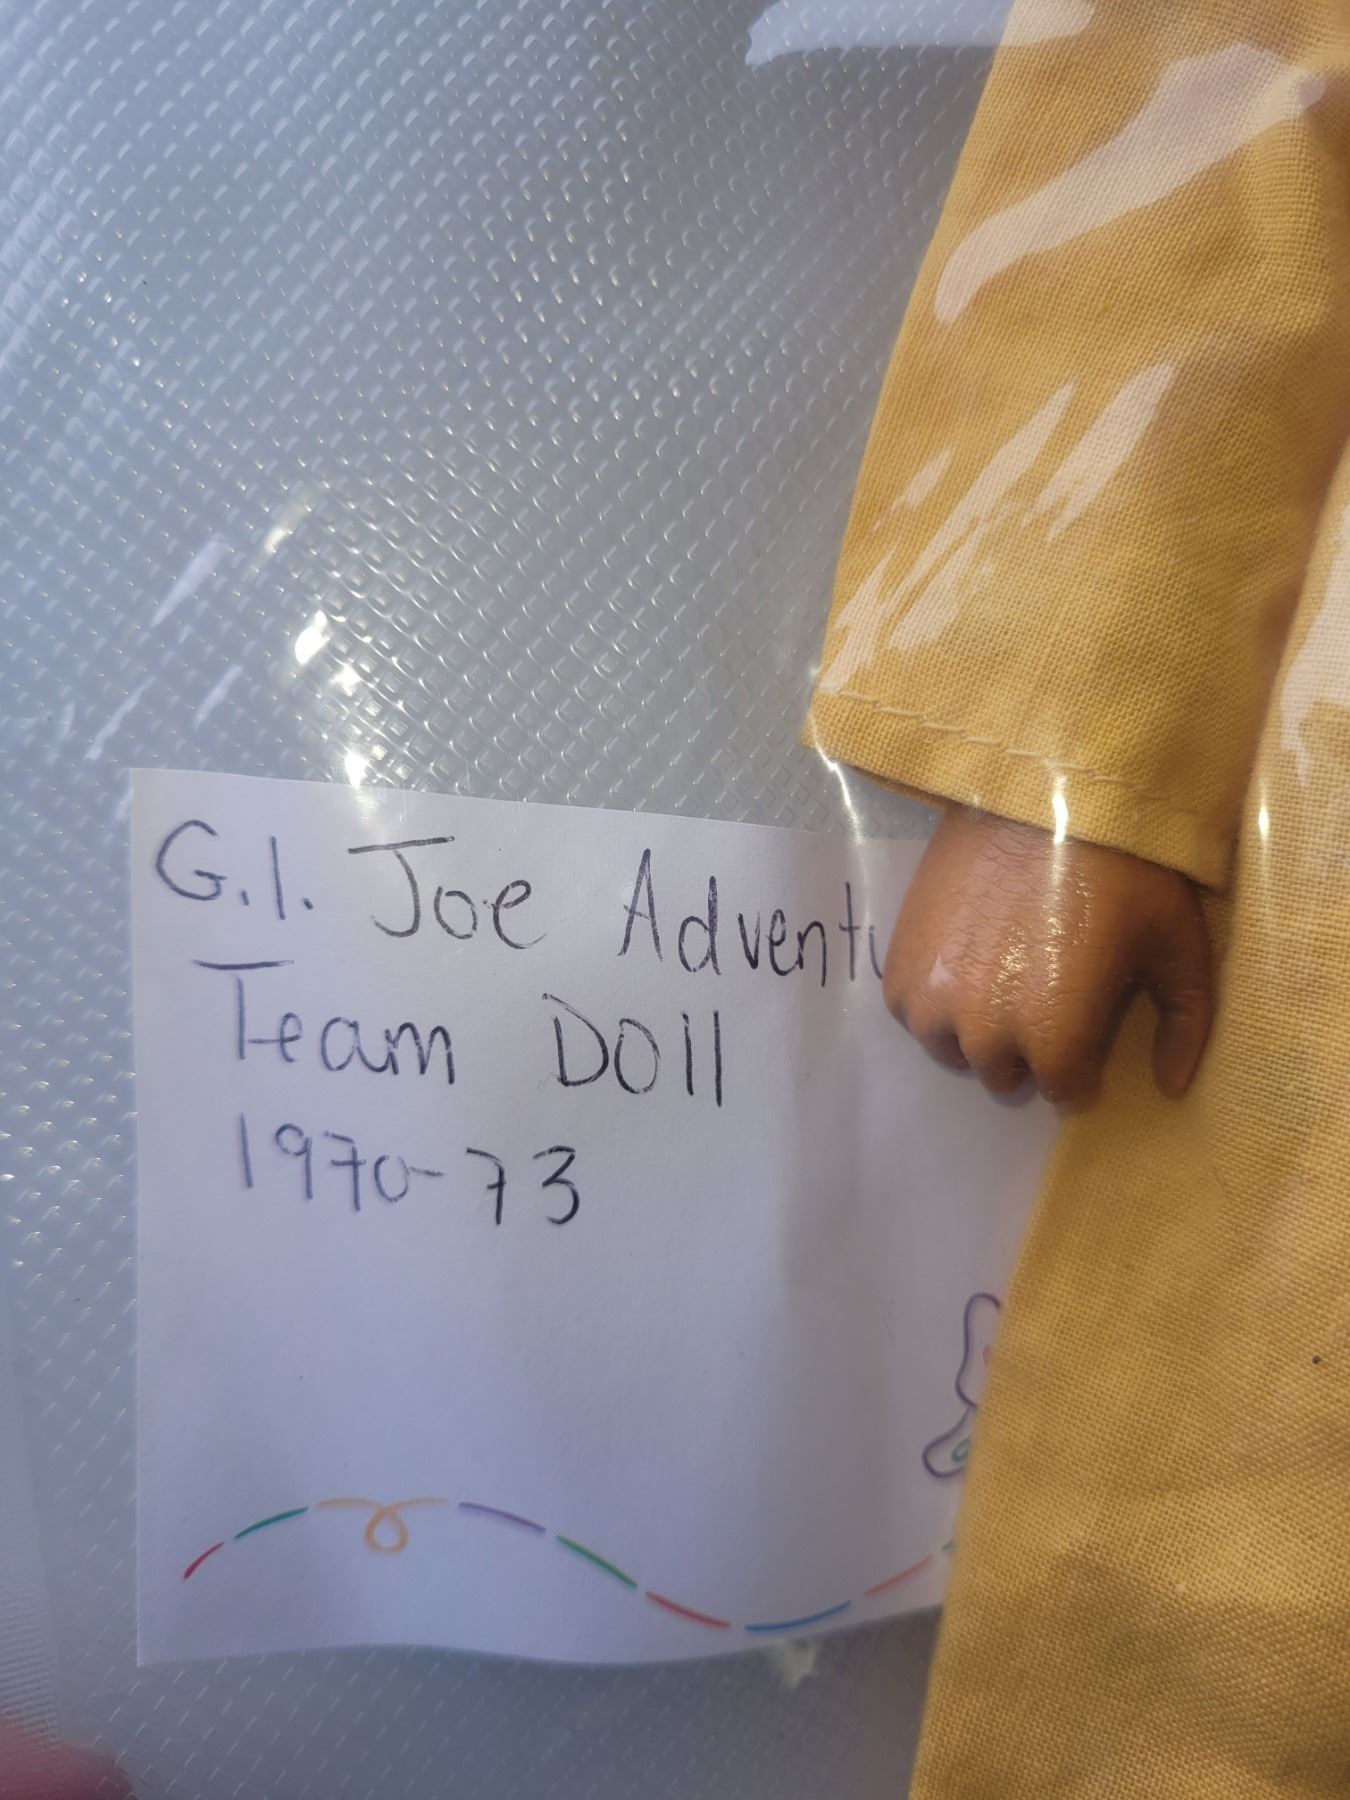 G.I. Joe Adventu
Team Doll
1970-73